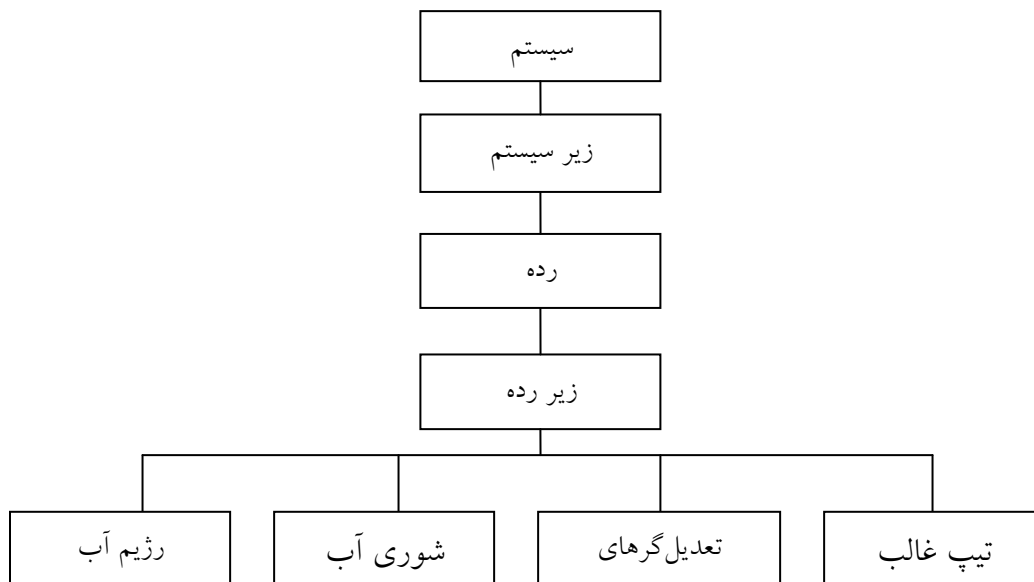 سیستم
زیر سیستم
رده
زیر رده
تیپ غالب
تعدیل‌گرهای
شوری آب
رژیم آب